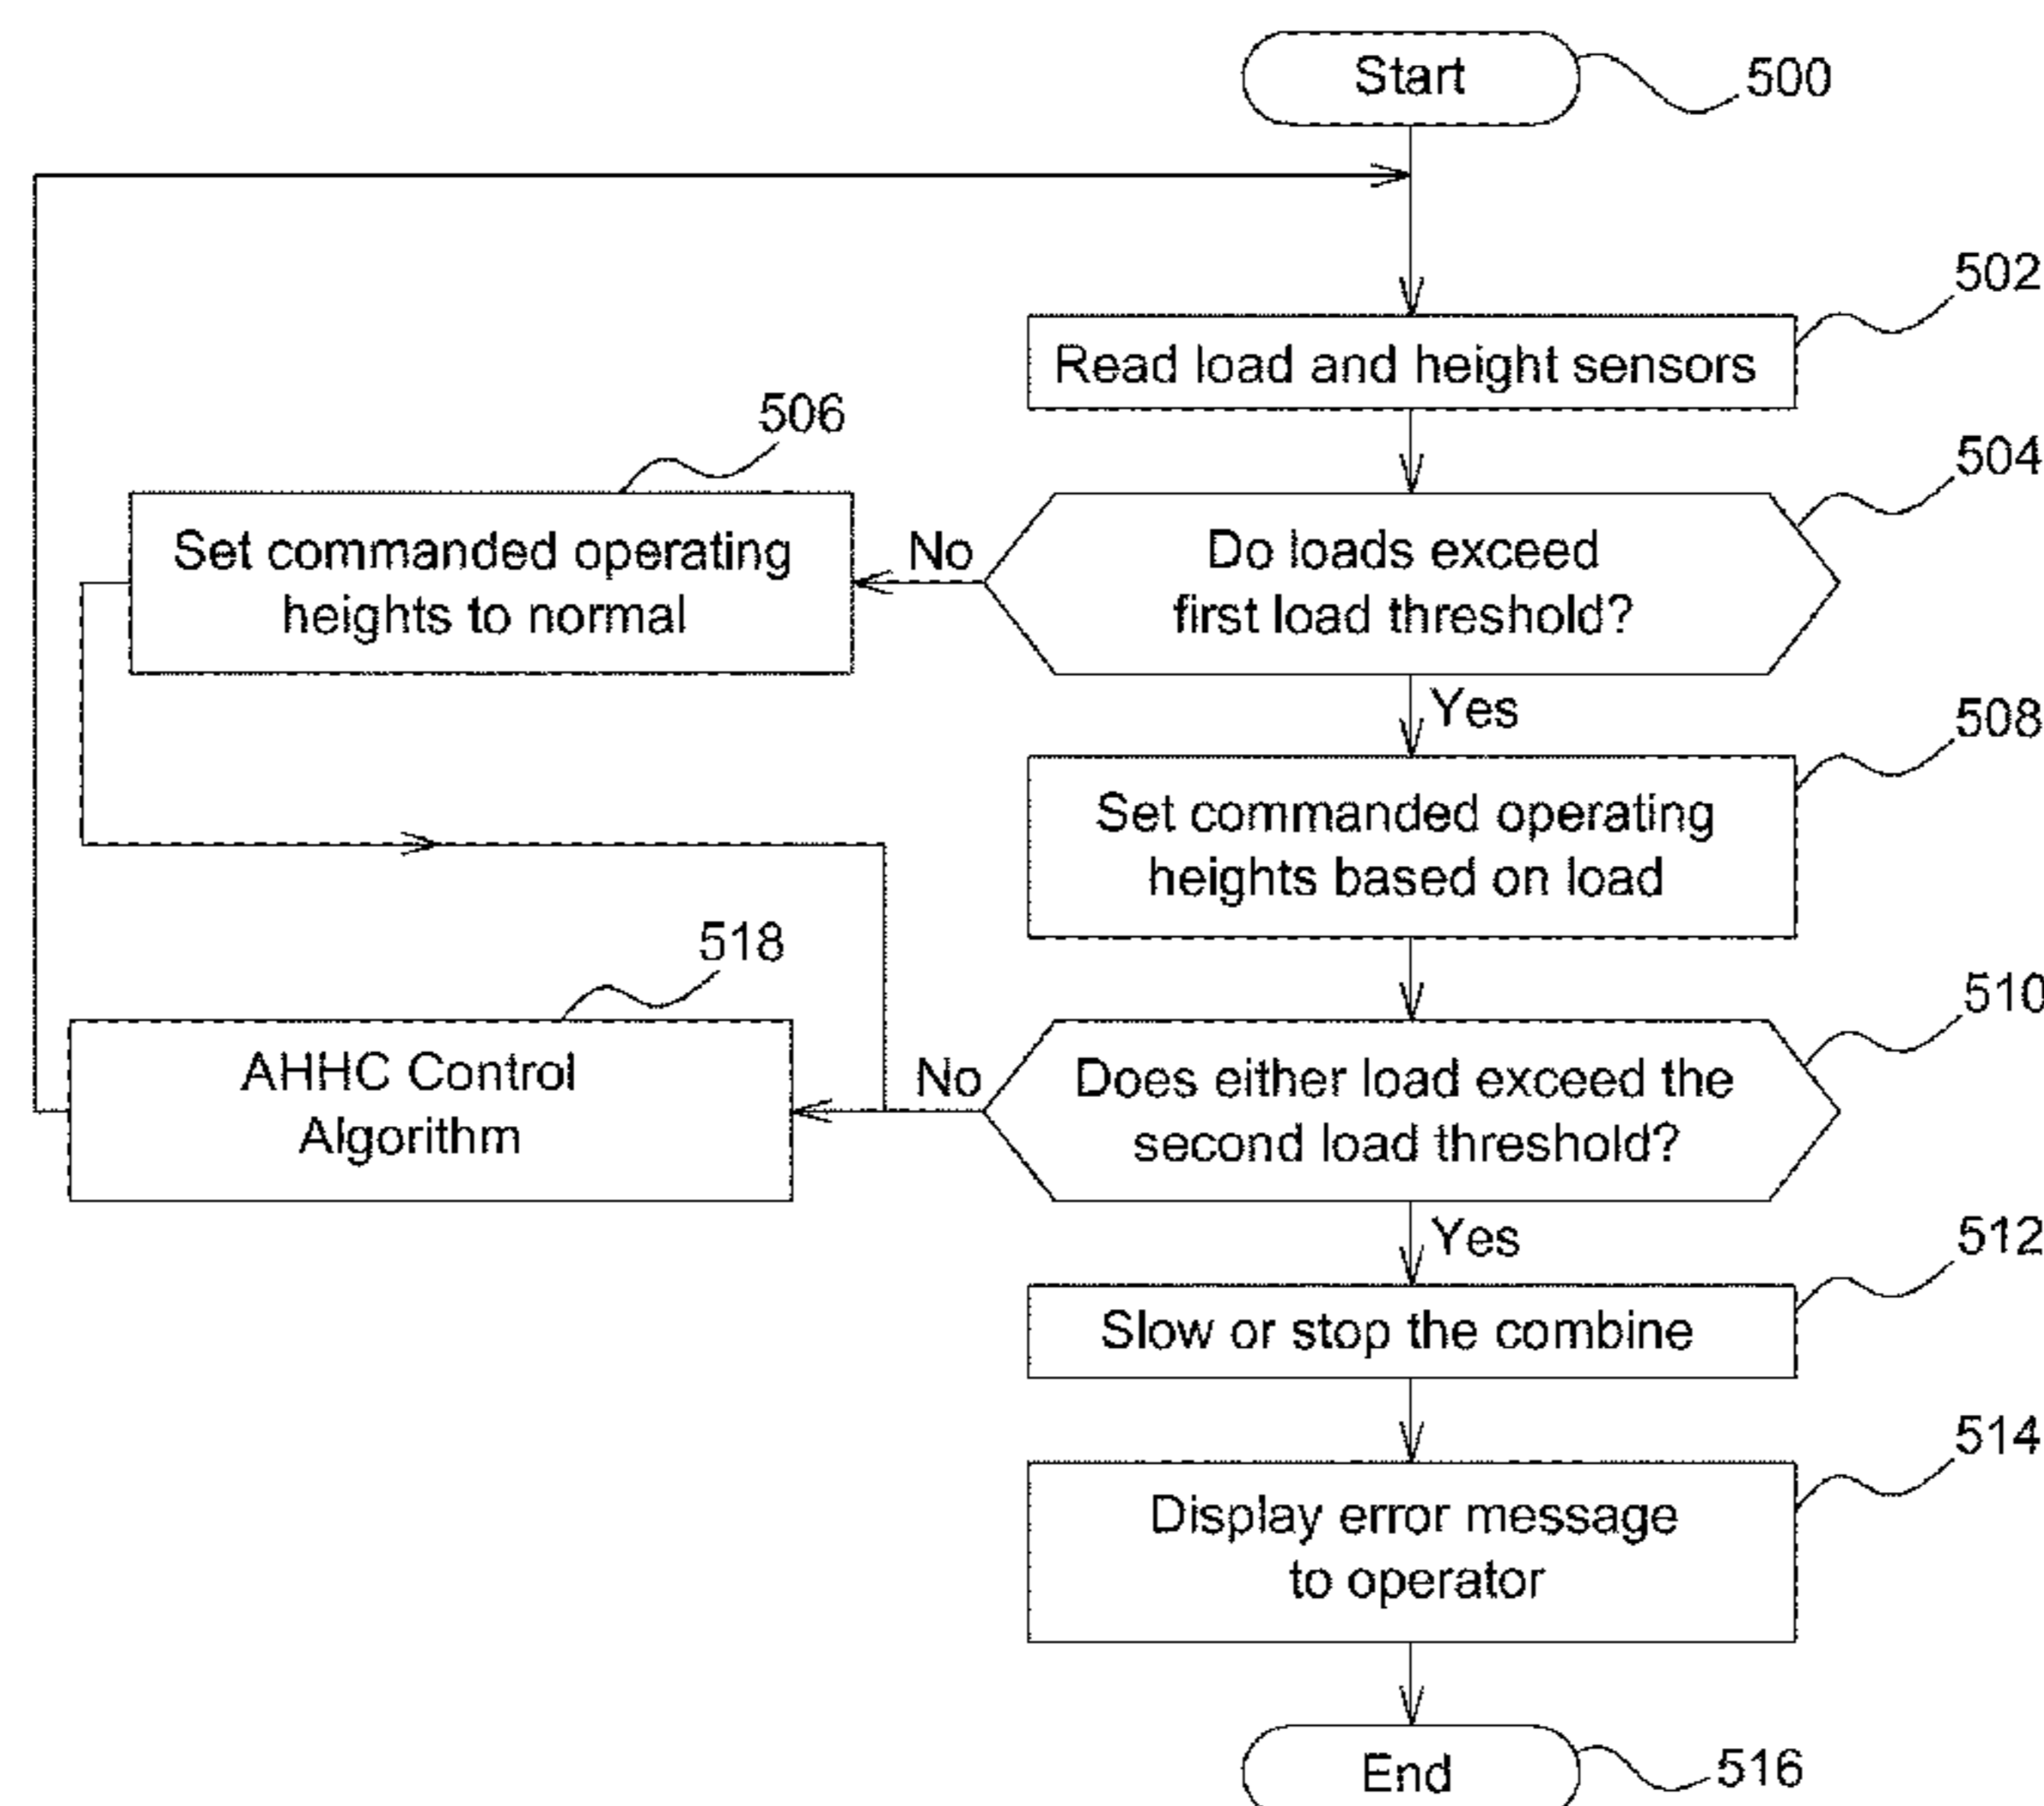 Start
500
502
Read load and height sensors
506
504
Set commanded operating
heights to normal
No
Do loads exceed
first load threshold?
Yes
508
Set commanded operating
heights based on load
518
510
AHHC Control
Algorithm
No
Does either load exceed the
second load threshold?
Yes
512
Slow or stop the combine
514
Display error message
to operator
End
516